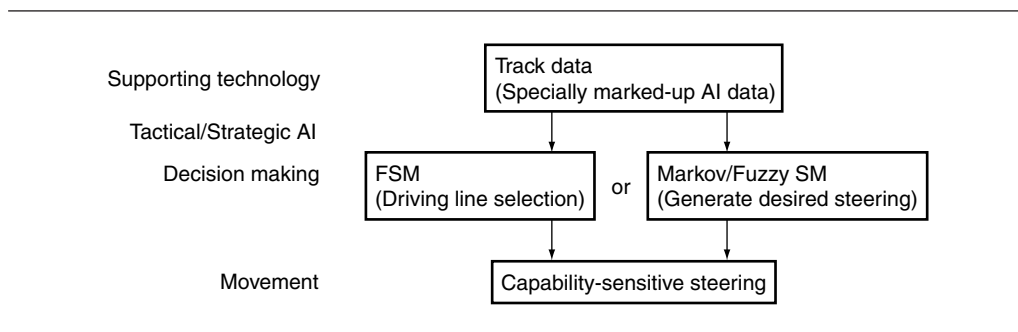 Supporting technology
Track data
(Specially marked-up AI data)
Tactical/Strategic AI
Decision making
FSM
(Driving line selection)
or
Markov/Fuzzy SM
(Generate desired steering)
Movement
Capability-sensitive steering